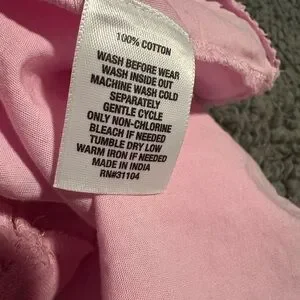 100% COTTON
WASH BEFORE WEAR
WASH INSIDE OUT
MACHINE WASH COLD
SEPARATELY
GENTLE CYCLE
ONLY NON-CHLORINE
BLEACH IF NEEDED
TUMBLE DRY LOW
WARM IRON IF NEEDED
MADE IN INDIA
RN#31104